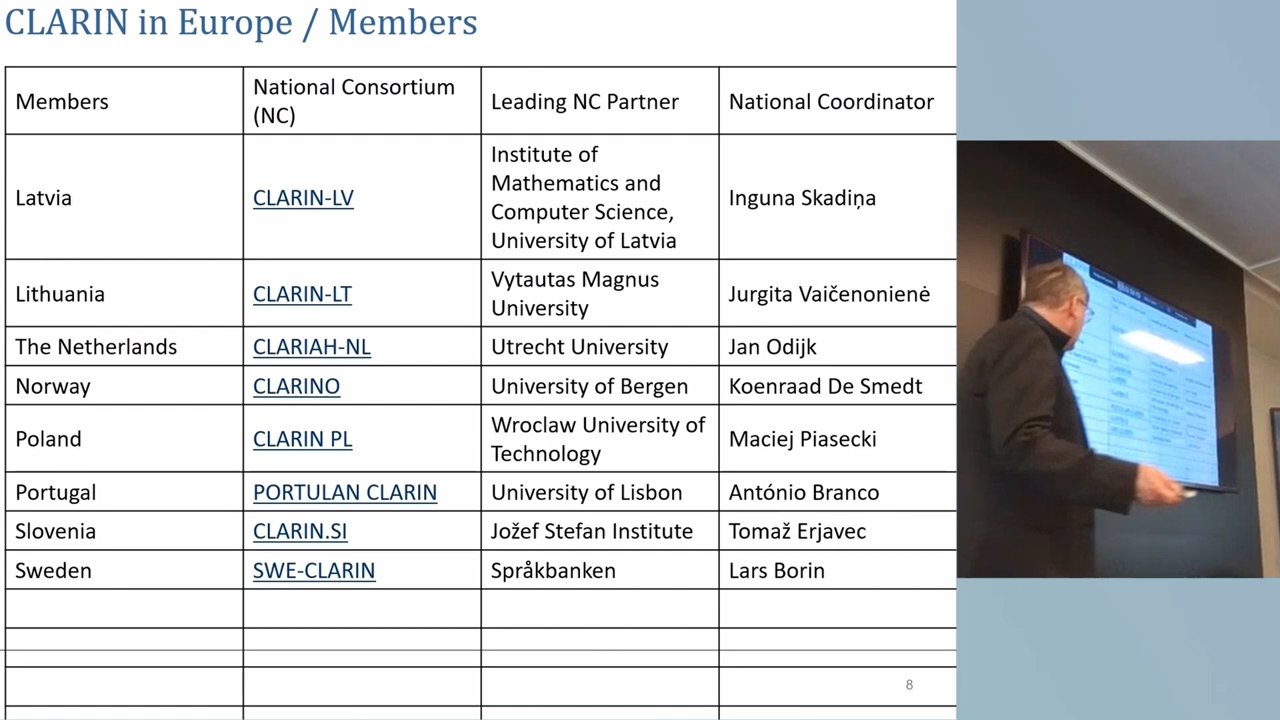 CLARIN in Europe / Members
Members
National Consortium
(NC)
Leading NC Partner
National Coordinator
Latvia
CLARIN-LV
Institute of
Mathematics and
Computer Science,
University of Latvia
Inguna Skadiņa
Lithuania
CLARIN-LT
Vytautas Magnus
University
Jurgita Vaičenonienė
The Netherlands
CLARIAH-NL
Utrecht University
Jan Odijk
Norway
CLARINO
University of Bergen
Koenraad De Smedt
Poland
CLARIN PL
Wroclaw University of
Technology
Maciej Piasecki
Portugal
PORTULAN CLARIN
University of Lisbon
António Branco
Slovenia
CLARIN.SI
Jožef Stefan Institute
Tomaž Erjavec
Sweden
SWE-CLARIN
Språkbanken
Lars Borin
8